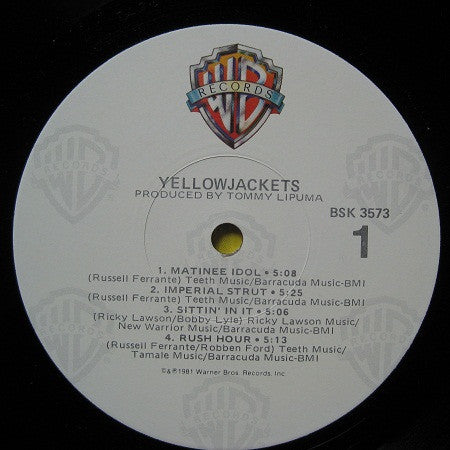 WB
RECORDS
YELLOWJACKETS
PRODUCED BY TOMMY LIPUMA
BSK 3573
1
1. MATINEE IDOL • 5:08
(Russell Ferrante) Teeth Music/Barracuda Music-BMI
2. IMPERIAL STRUT • 5:25
(Russell Ferrante) Teeth Music/Barracuda Music-BMI
3. SITTIN' IN IT • 5:06
(Ricky Lawson/Bobby Lyle) Ricky Lawson Music/
New Warrior Music/Barracuda Music-BMI
4. RUSH HOUR • 5:13
(Russell Ferrante/Robben Ford) Teeth Music/
Tamale Music/Barracuda Music-BMI
©&℗1981 Warner Bros. Records, Inc.